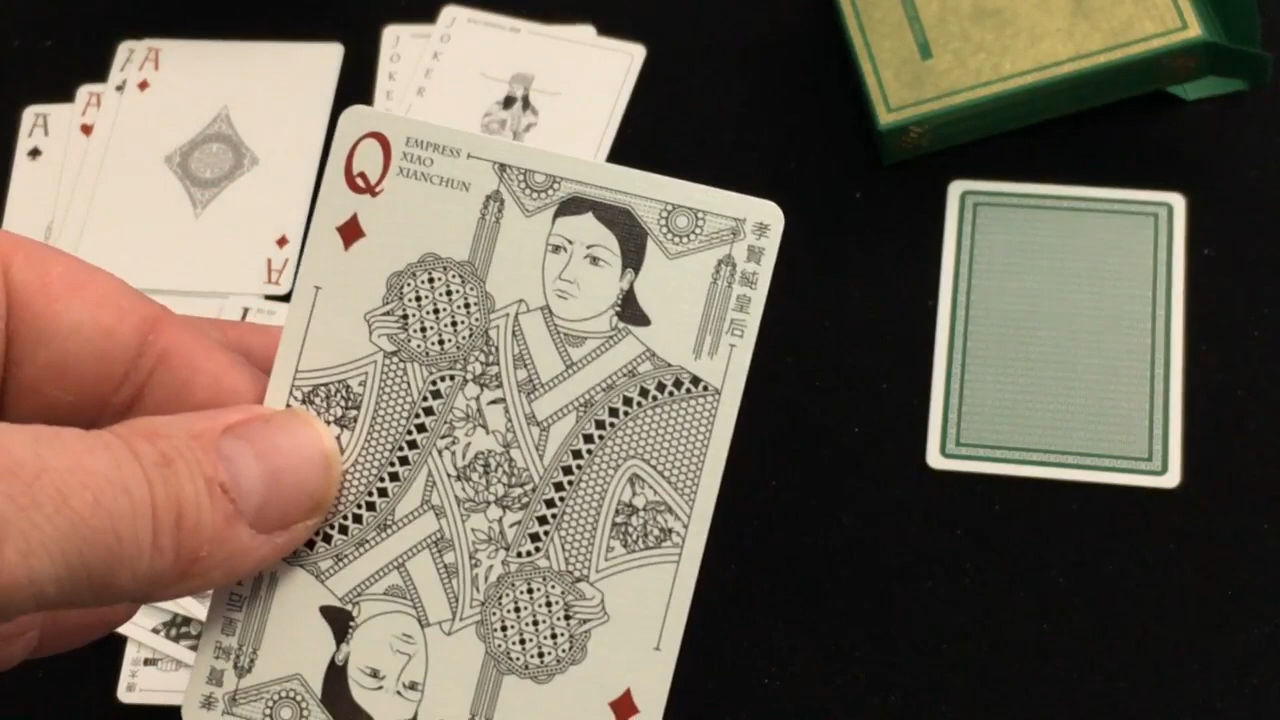 A
A
A
A
JOKER
JOKER
Q
EMPRESS
XIAO
XIANCHUN
孝賢純皇后